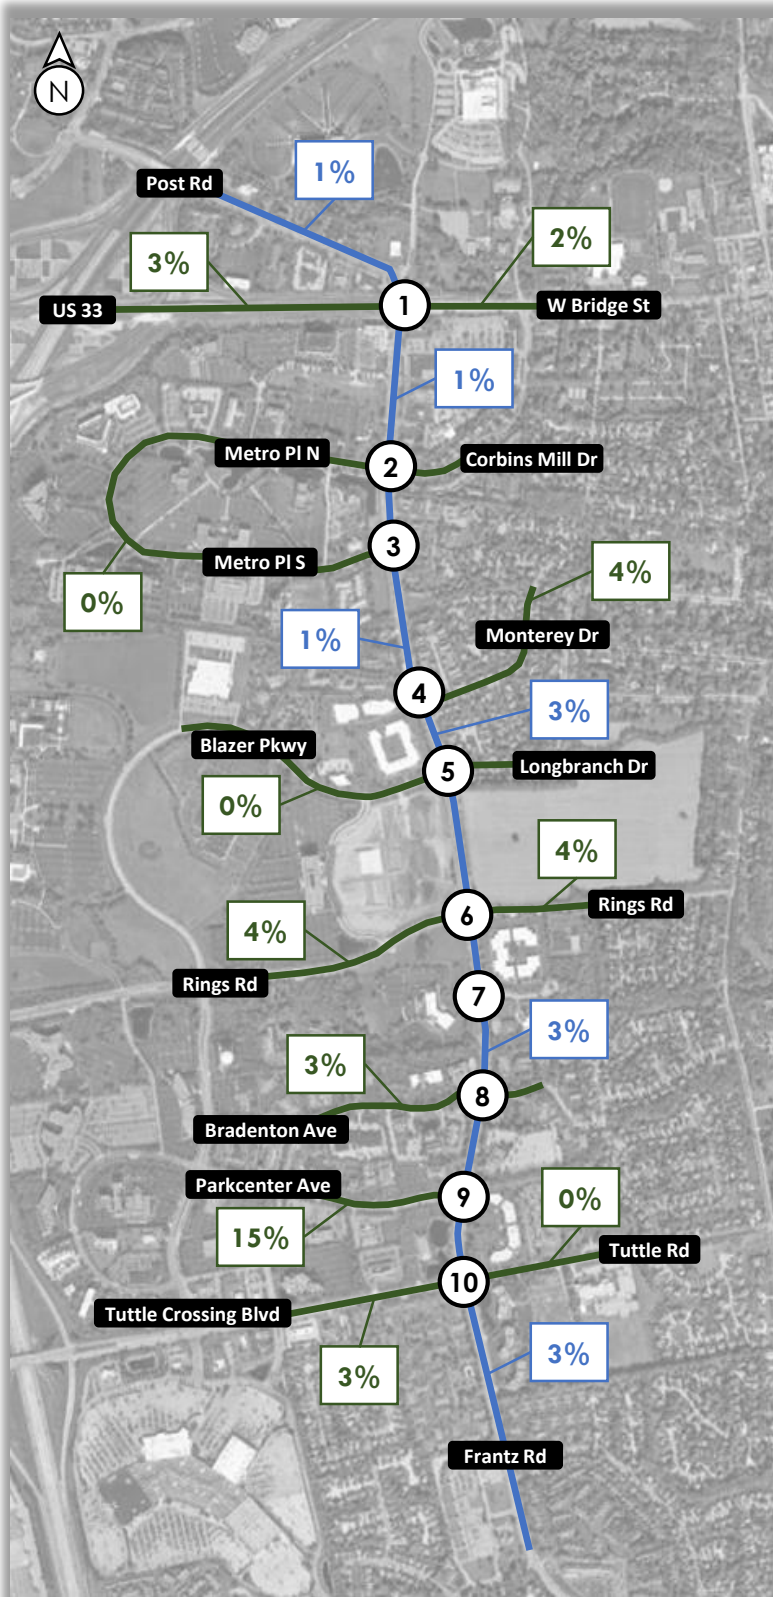 N
Post Rd
1%
2%
3%
US 33
1
W Bridge St
1%
Metro Pl N
2
Corbins Mill Dr
3
Metro Pl S
4%
0%
1%
Monterey Dr
4
3%
Blazer Pkwy
5
Longbranch Dr
0%
4%
6
Rings Rd
4%
Rings Rd
7
3%
3%
8
Bradenton Ave
Parkcenter Ave
9
0%
15%
Tuttle Rd
10
Tuttle Crossing Blvd
3%
3%
Frantz Rd